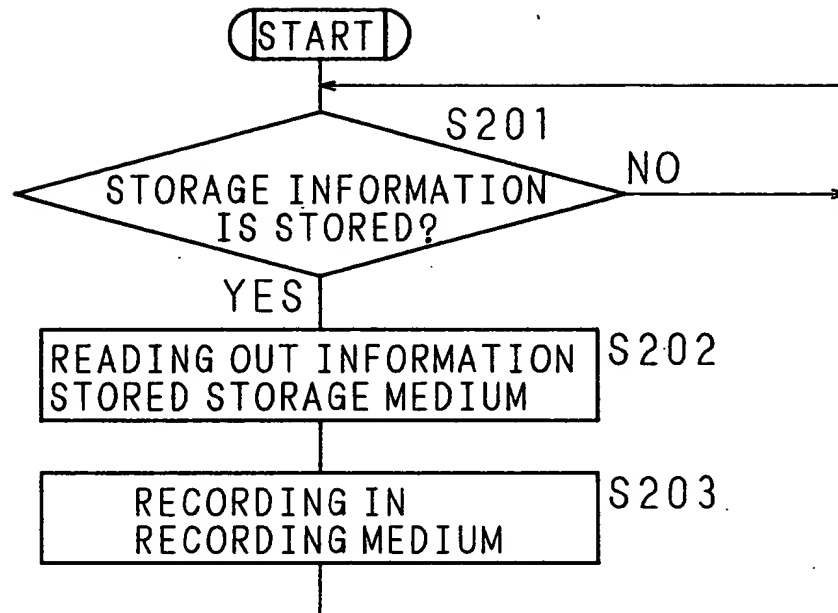 START
S201
STORAGE INFORMATION
IS STORED?
NO
YES
READING OUT INFORMATION
STORED STORAGE MEDIUM
S202
RECORDING IN
RECORDING MEDIUM
S203